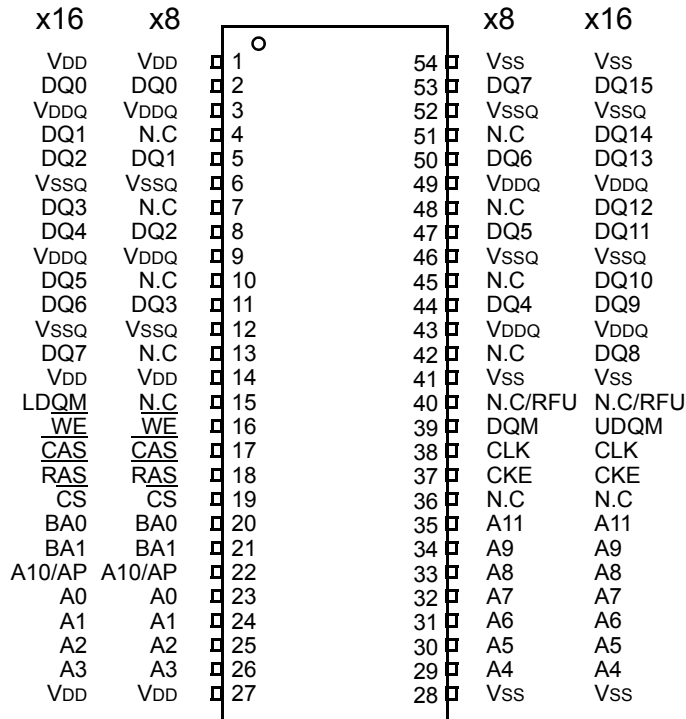 x16 x8 x8 x16
VDD VDD 1 54 VSS VSS
DQ0 DQ0 2 53 DQ7 DQ15
VDDQ VDDQ 3 52 VSSQ VSSQ
DQ1 N.C 4 51 N.C DQ14
DQ2 DQ1 5 50 DQ6 DQ13
VSSQ VSSQ 6 49 VDDQ VDDQ
DQ3 N.C 7 48 N.C DQ12
DQ4 DQ2 8 47 DQ5 DQ11
VDDQ VDDQ 9 46 VSSQ VSSQ
DQ5 N.C 10 45 N.C DQ10
DQ6 DQ3 11 44 DQ4 DQ9
VSSQ VSSQ 12 43 VDDQ VDDQ
DQ7 N.C 13 42 N.C DQ8
VDD VDD 14 41 VSS VSS
LDQM N.C 15 40 N.C/RFU N.C/RFU
WE WE 16 39 DQM UDQM
CAS CAS 17 38 CLK CLK
RAS RAS 18 37 CKE CKE
CS CS 19 36 N.C N.C
BA0 BA0 20 35 A11 A11
BA1 BA1 21 34 A9 A9
A10/AP A10/AP 22 33 A8 A8
A0 A0 23 32 A7 A7
A1 A1 24 31 A6 A6
A2 A2 25 30 A5 A5
A3 A3 26 29 A4 A4
VDD VDD 27 28 VSS VSS